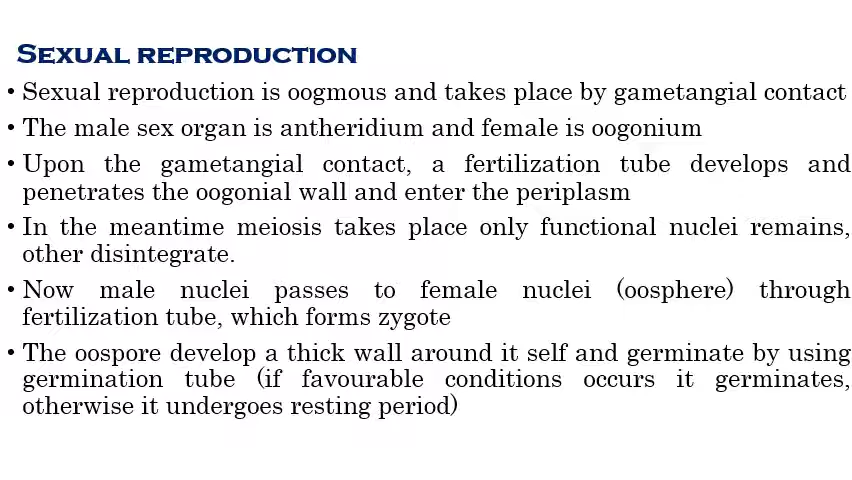 SEXUAL REPRODUCTION
• Sexual reproduction is oogmous and takes place by gametangial contact
• The male sex organ is antheridium and female is oogonium
• Upon the gametangial contact, a fertilization tube develops and
penetrates the oogonial wall and enter the periplasm
• In the meantime meiosis takes place only functional nuclei remains,
other disintegrate.
• Now male nuclei passes to female nuclei (oosphere) through
fertilization tube, which forms zygote
• The oospore develop a thick wall around it self and germinate by using
germination tube (if favourable conditions occurs it germinates,
otherwise it undergoes resting period)